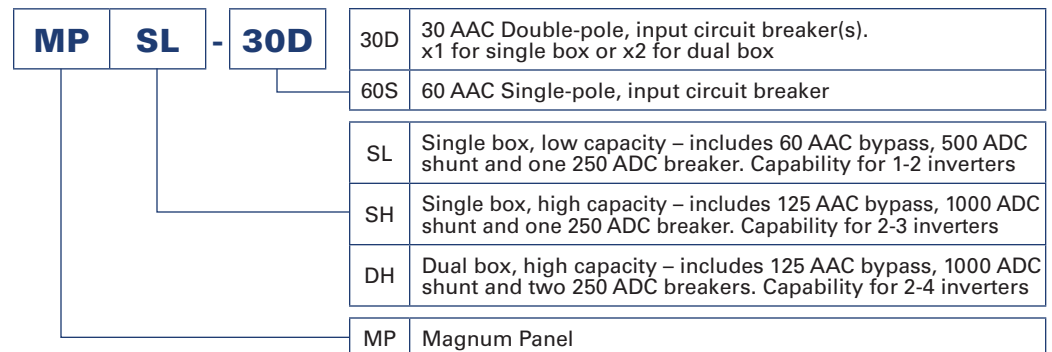 MP SL - 30D
30D 30 AAC Double-pole, input circuit breaker(s).
x1 for single box or x2 for dual box
60S 60 AAC Single-pole, input circuit breaker
SL Single box, low capacity – includes 60 AAC bypass, 500 ADC
shunt and one 250 ADC breaker. Capability for 1-2 inverters
SH Single box, high capacity – includes 125 AAC bypass, 1000 ADC
shunt and one 250 ADC breaker. Capability for 2-3 inverters
DH Dual box, high capacity – includes 125 AAC bypass, 1000 ADC
shunt and two 250 ADC breakers. Capability for 2-4 inverters
MP Magnum Panel